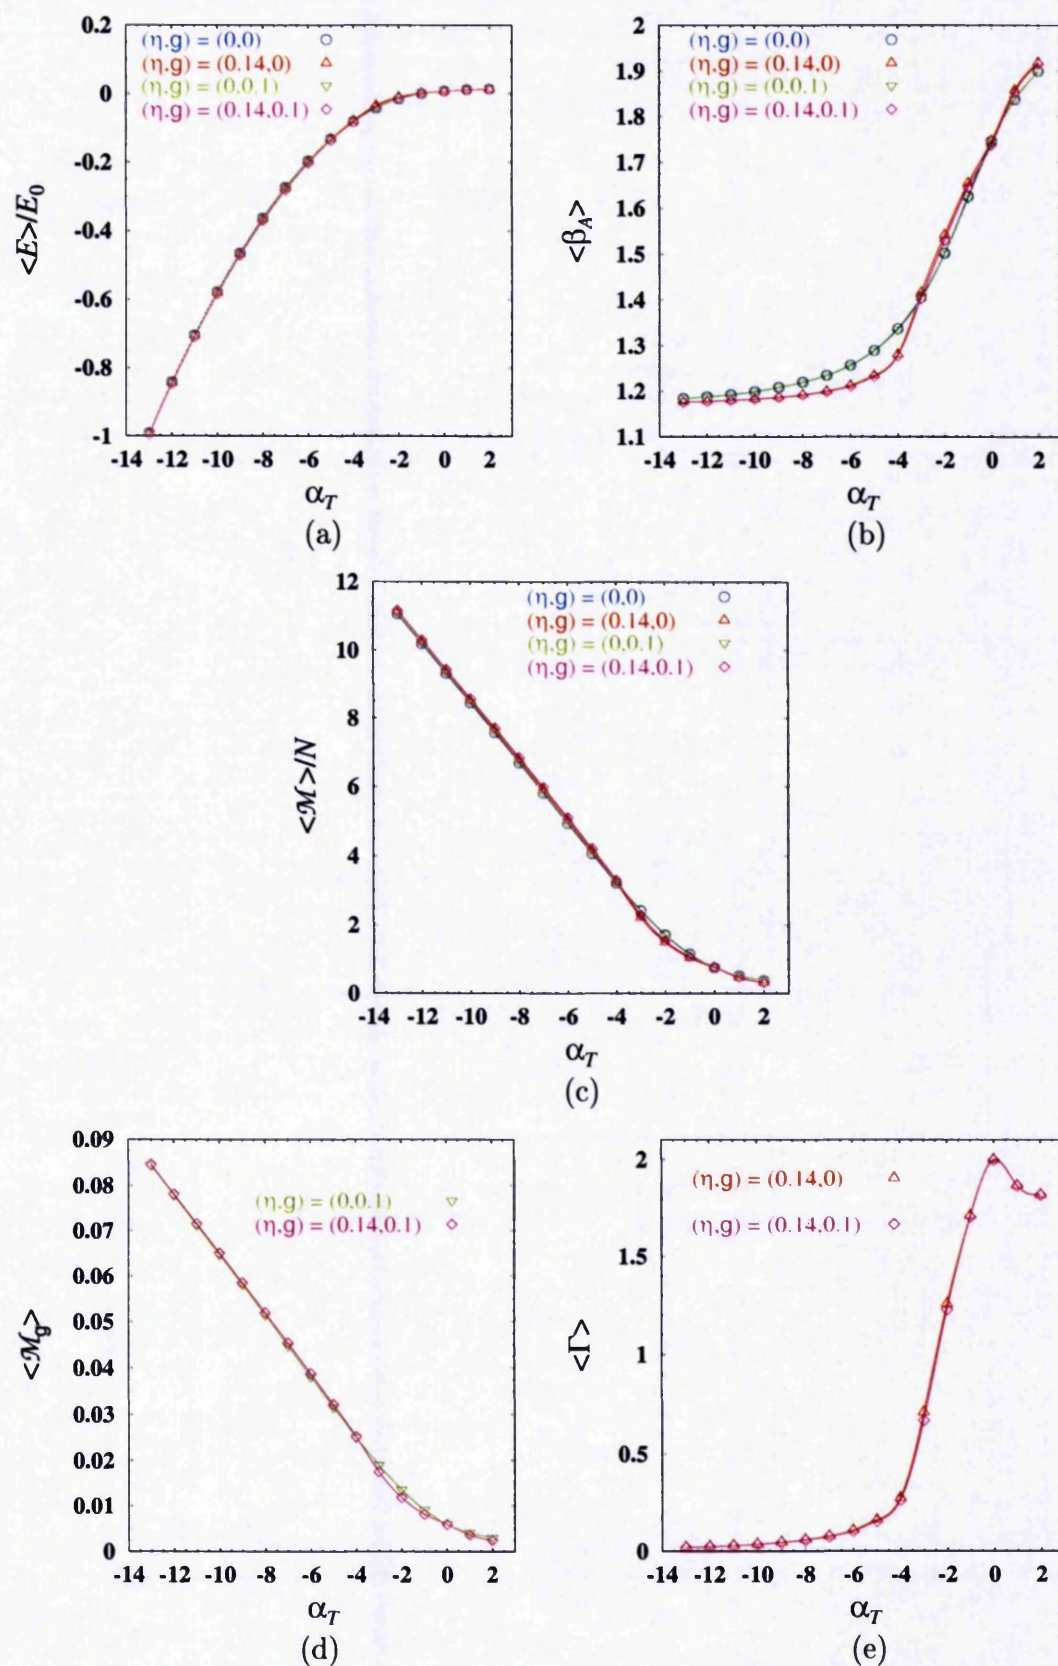 0.2
0
-0.2
-0.4
-0.6
-0.8
-1
<E>/E₀
(η.g) = (0,0)
(η.g) = (0.14,0)
(η.g) = (0,0.1)
(η.g) = (0.14,0.1)
-14 -12 -10 -8 -6 -4 -2 0 2
α_T
(a)
2
1.9
1.8
1.7
1.6
1.5
1.4
1.3
1.2
1.1
<β_A>
(η.g) = (0,0)
(η.g) = (0.14,0)
(η.g) = (0,0.1)
(η.g) = (0.14,0.1)
-14 -12 -10 -8 -6 -4 -2 0 2
α_T
(b)
12
10
8
6
4
2
0
<ℳ>/N
(η.g) = (0,0)
(η.g) = (0.14,0)
(η.g) = (0,0.1)
(η.g) = (0.14,0.1)
-14 -12 -10 -8 -6 -4 -2 0 2
α_T
(c)
0.09
0.08
0.07
0.06
0.05
0.04
0.03
0.02
0.01
0
<ℳ_g>
(η,g) = (0,0.1)
(η,g) = (0.14,0.1)
-14 -12 -10 -8 -6 -4 -2 0 2
α_T
(d)
2
1.5
1
0.5
0
<Γ>
(η,g) = (0.14,0)
(η,g) = (0.14,0.1)
-14 -12 -10 -8 -6 -4 -2 0 2
α_T
(e)